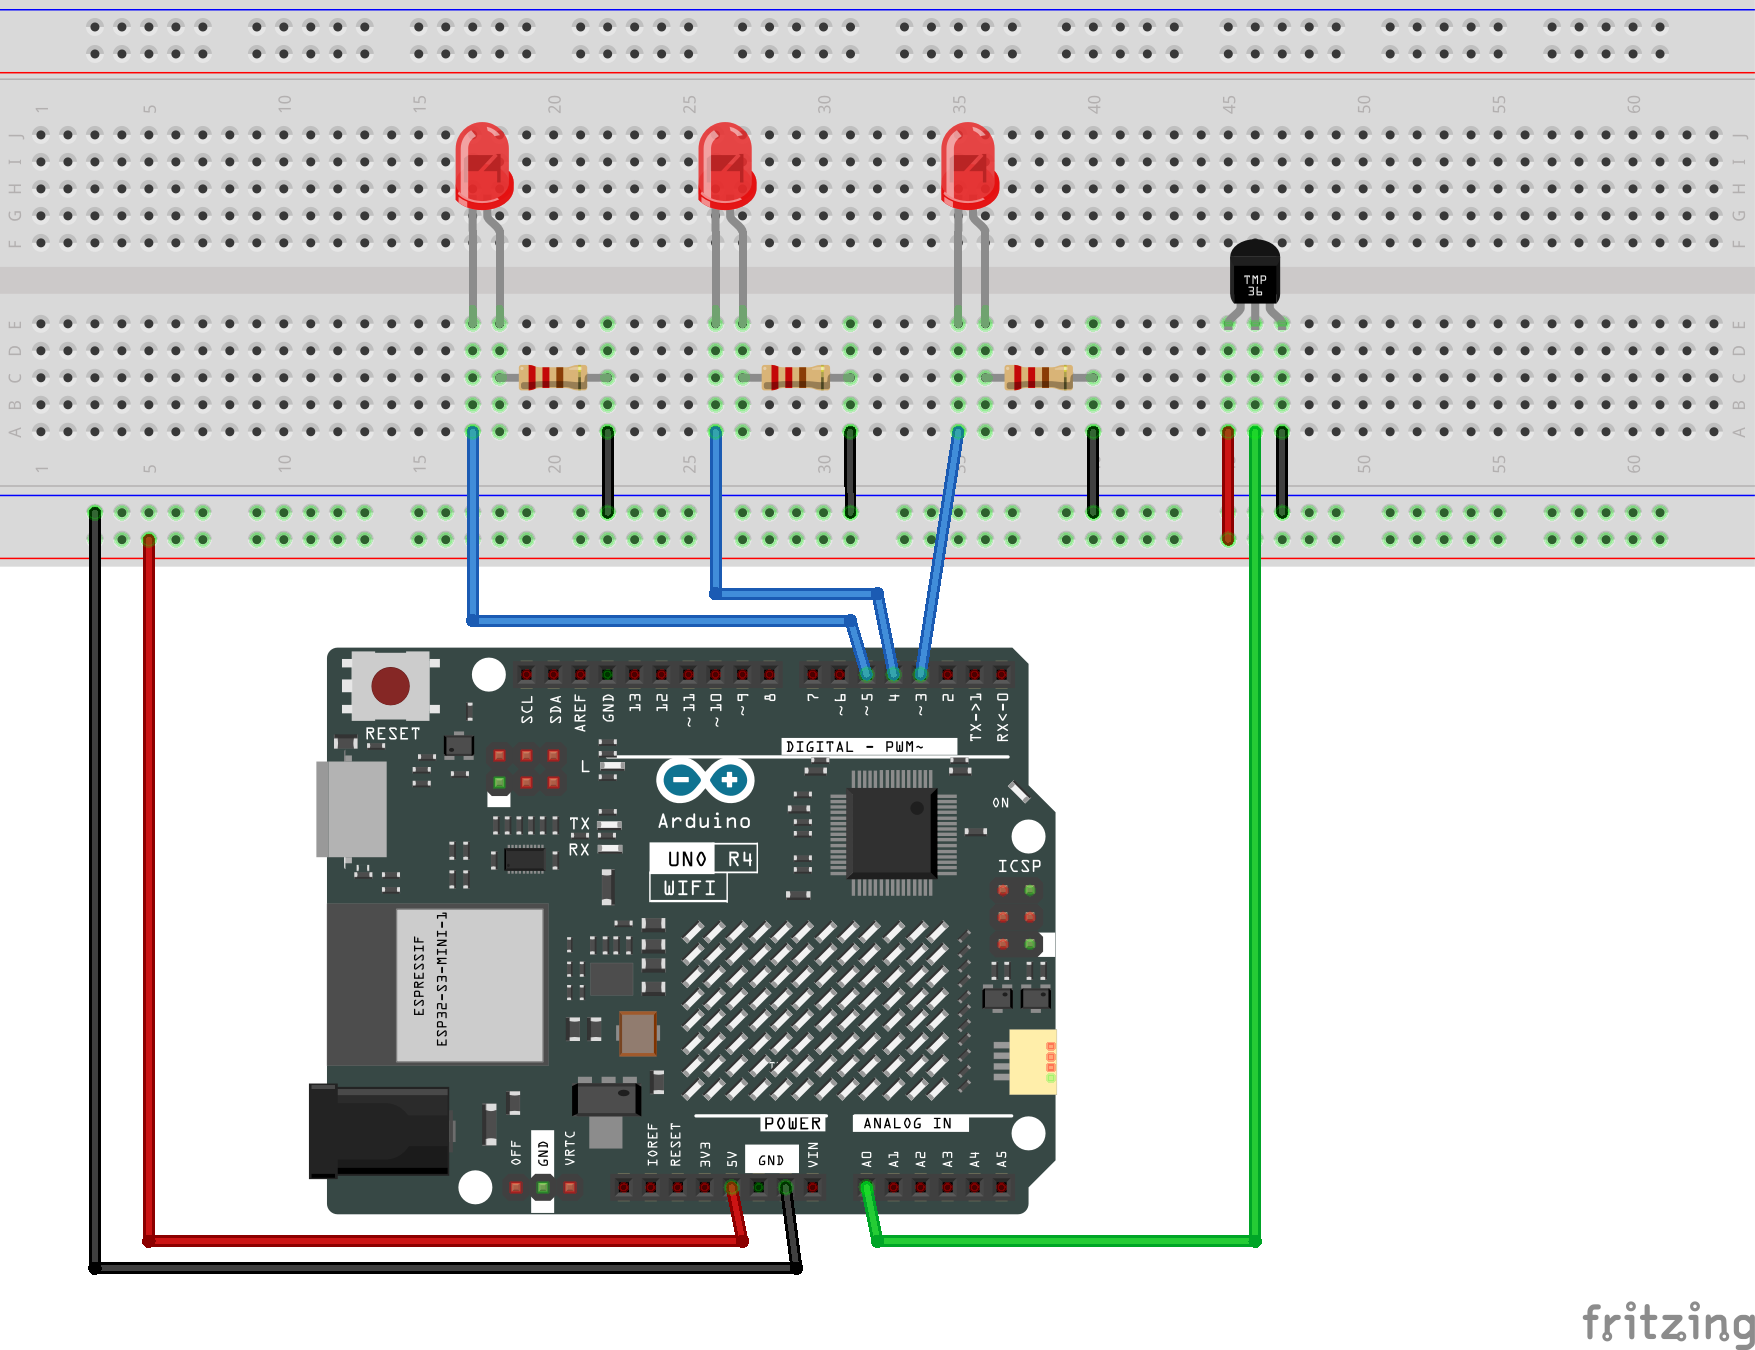 1 5 10 15 20 25 30 35 40 45 50 55 60
J J
I I
H H
G G
F F
TMP
36
E E
D D
C C
B B
A A
1 5 10 15 20 25 30 35 50 55 60
RESET
SCL SDA AREF GND 13 12 ~11 ~10 ~9 8 7 ~6 ~5 4 ~3 2 TX->1 RX<-0
DIGITAL - PWM~
L
ON
TX
RX
Arduino
UNO R4
WIFI
ICSP
ESPRESSIF
ESP32-S3-MINI-1
POWER
ANALOG IN
OFF GND VRTC IOREF RESET 3V3 5V GND VIN A0 A1 A2 A3 A4 A5
fritzing